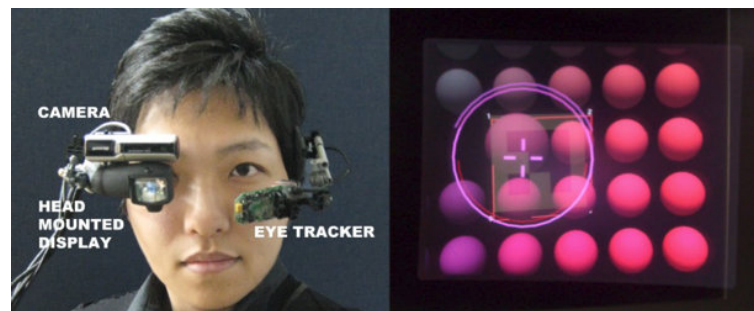 CAMERA
HEAD
MOUNTED
DISPLAY
EYE TRACKER